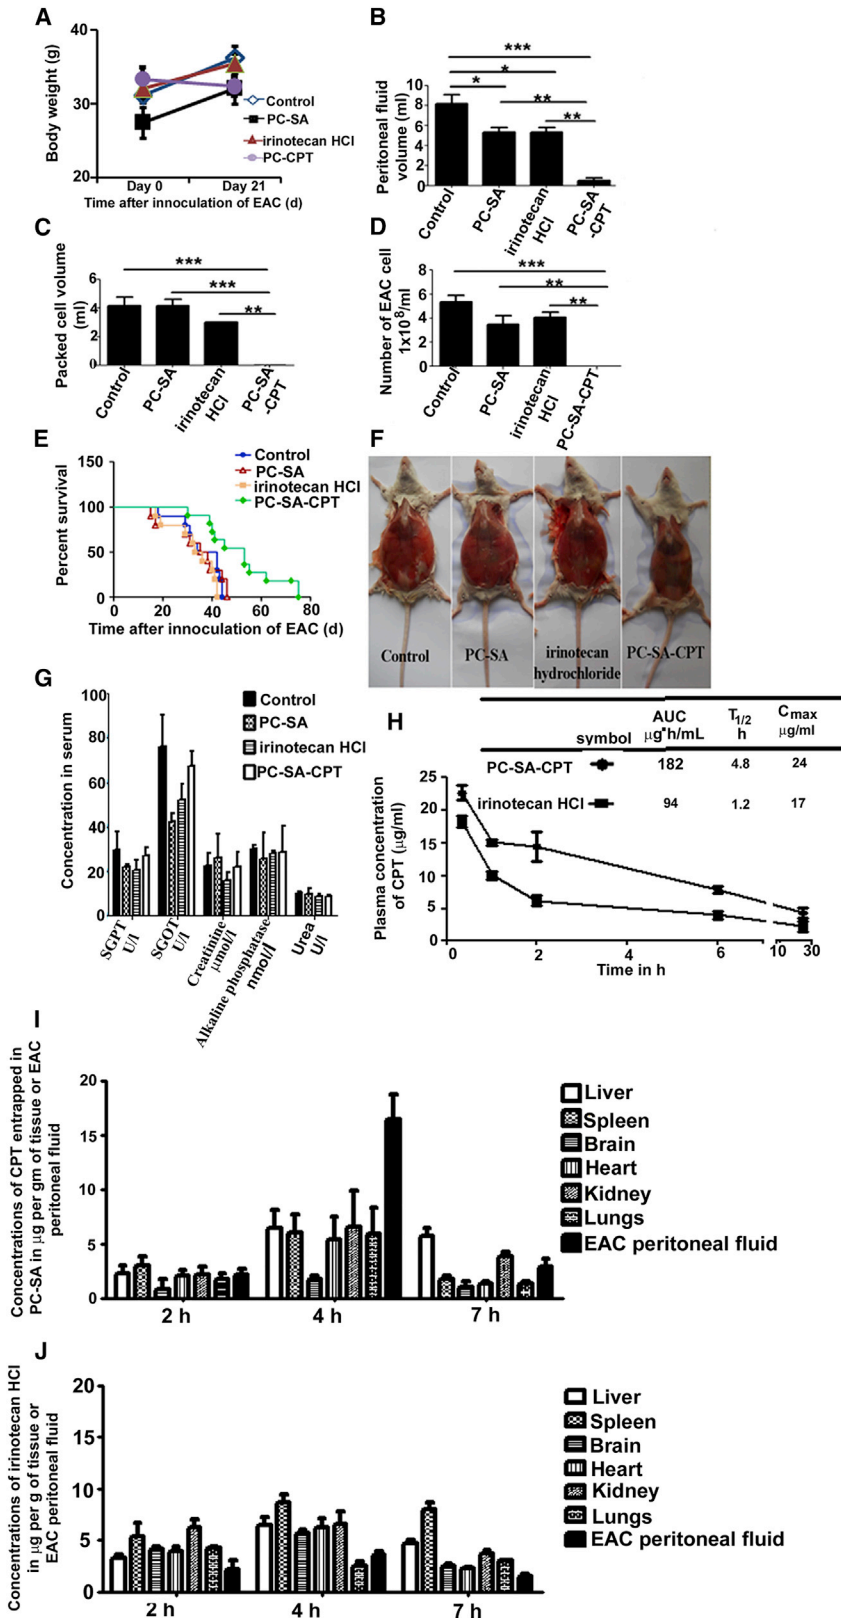 A
Body weight (g)
40
30
20
Day 0 Day 21
Time after innoculation of EAC (d)
Control
PC-SA
irinotecan HCl
PC-CPT
B
Peritoneal fluid
volume (ml)
10
8
6
4
2
0
***
*
*
**
**
Control
PC-SA
irinotecan
HCl
PC-SA
-CPT
C
Packed cell volume
(ml)
6
4
2
0
***
***
**
Control
PC-SA
irinotecan
HCl
PC-SA
-CPT
D
Number of EAC cell
1x10⁸/ml
8
6
4
2
0
***
**
**
Control
PC-SA
irinotecan
HCl
PC-SA-CPT
E
Percent survival
150
100
50
0
0 20 40 60 80
Time after innoculation of EAC (d)
Control
PC-SA
irinotecan HCl
PC-SA-CPT
F
Control
PC-SA
irinotecan
hydrochloride
PC-SA-CPT
G
Concentration in serum
100
80
60
40
20
0
Control
PC-SA
irinotecan HCl
PC-SA-CPT
SGPT
U/l
SGOT
U/l
Creatinine
μmol/l
Alkaline phosphatase
nmol/l
Urea
U/l
H
symbol AUC μg*h/mL T1/2 h Cmax μg/ml
PC-SA-CPT 182 4.8 24
irinotecan HCl 94 1.2 17
Plasma concentration
of CPT (μg/ml)
25
20
15
10
5
0
0 2 4 6 10 30
Time in h
I
Concentrations of CPT entrapped in
PC-SA in μg per gm of tissue or EAC
peritoneal fluid
20
15
10
5
0
2 h 4 h 7 h
Liver
Spleen
Brain
Heart
Kidney
Lungs
EAC peritoneal fluid
J
Concentrations of irinotecan HCl
in μg per g of tissue or
EAC peritoneal fluid
20
15
10
5
0
2 h 4 h 7 h
Liver
Spleen
Brain
Heart
Kidney
Lungs
EAC peritoneal fluid